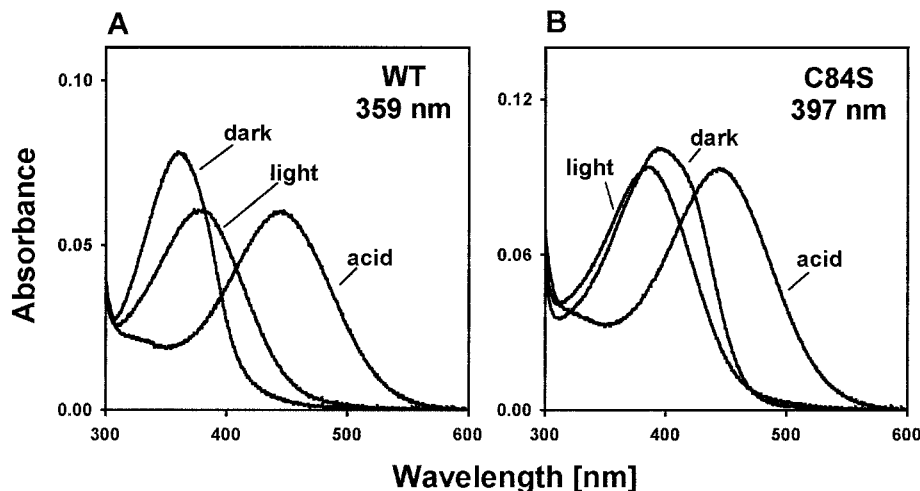 A
WT
359 nm
dark
light
acid
0.10
0.05
0.00
300 400 500 600
B
C84S
397 nm
light
dark
acid
0.12
0.06
0.00
300 400 500 600
Absorbance
Wavelength [nm]